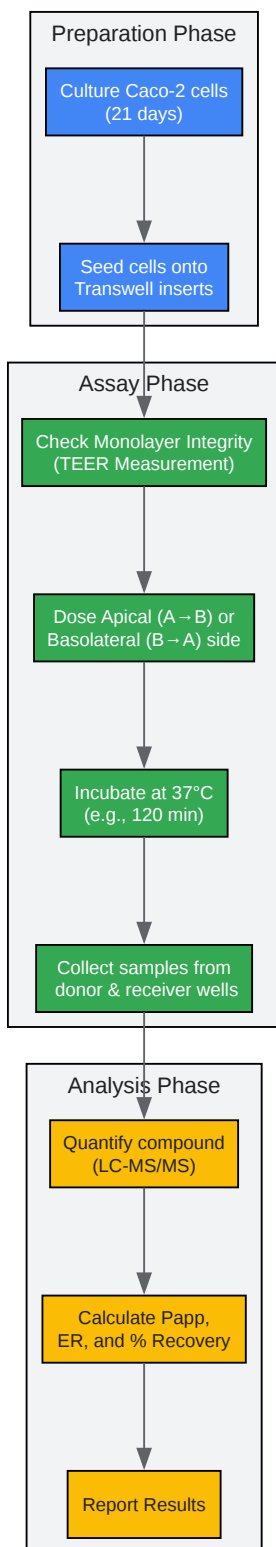 Preparation Phase
Culture Caco-2 cells
(21 days)
Seed cells onto
Transwell inserts
Assay Phase
Check Monolayer Integrity
(TEER Measurement)
Dose Apical (A→B) or
Basolateral (B→A) side
Incubate at 37°C
(e.g., 120 min)
Collect samples from
donor & receiver wells
Analysis Phase
Quantify compound
(LC-MS/MS)
Calculate Papp,
ER, and % Recovery
Report Results